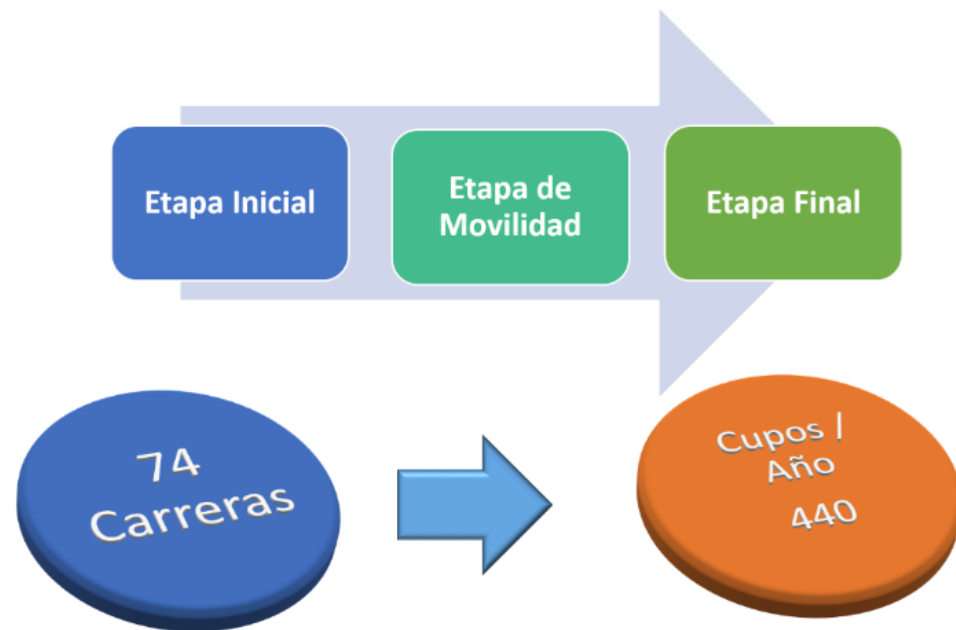 Etapa Inicial
Etapa de
Movilidad
Etapa Final
74
Carreras
Cupos /
Año
440